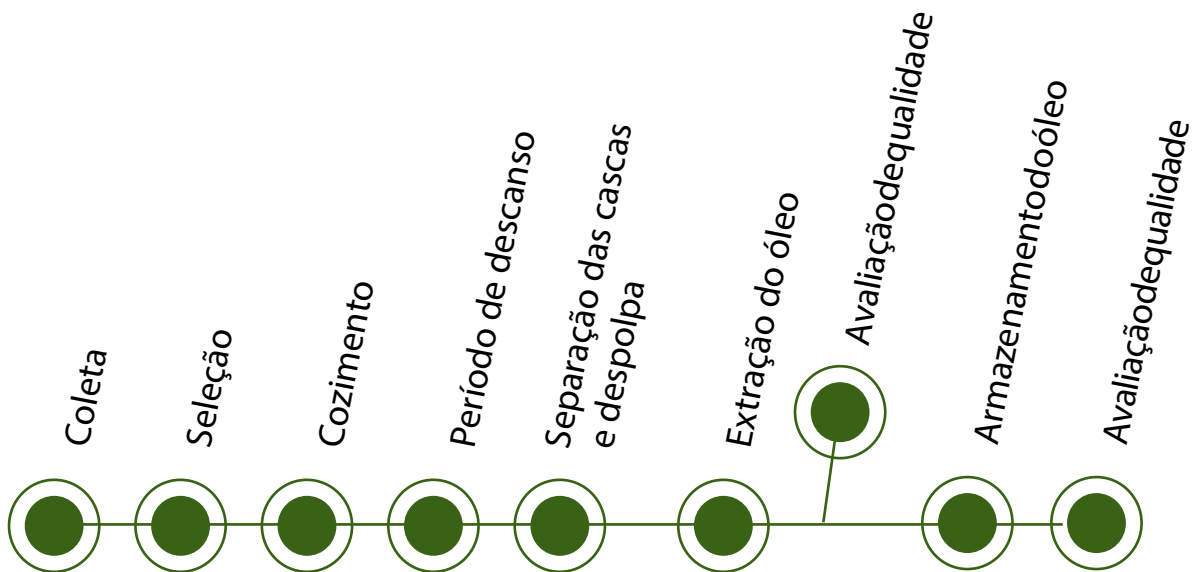 Coleta
Seleção
Cozimento
Período de descanso
Separação das cascas
e despolpa
Extração do óleo
Avaliaçãodequalidade
Armazenamentodoóleo
Avaliaçãodequalidade